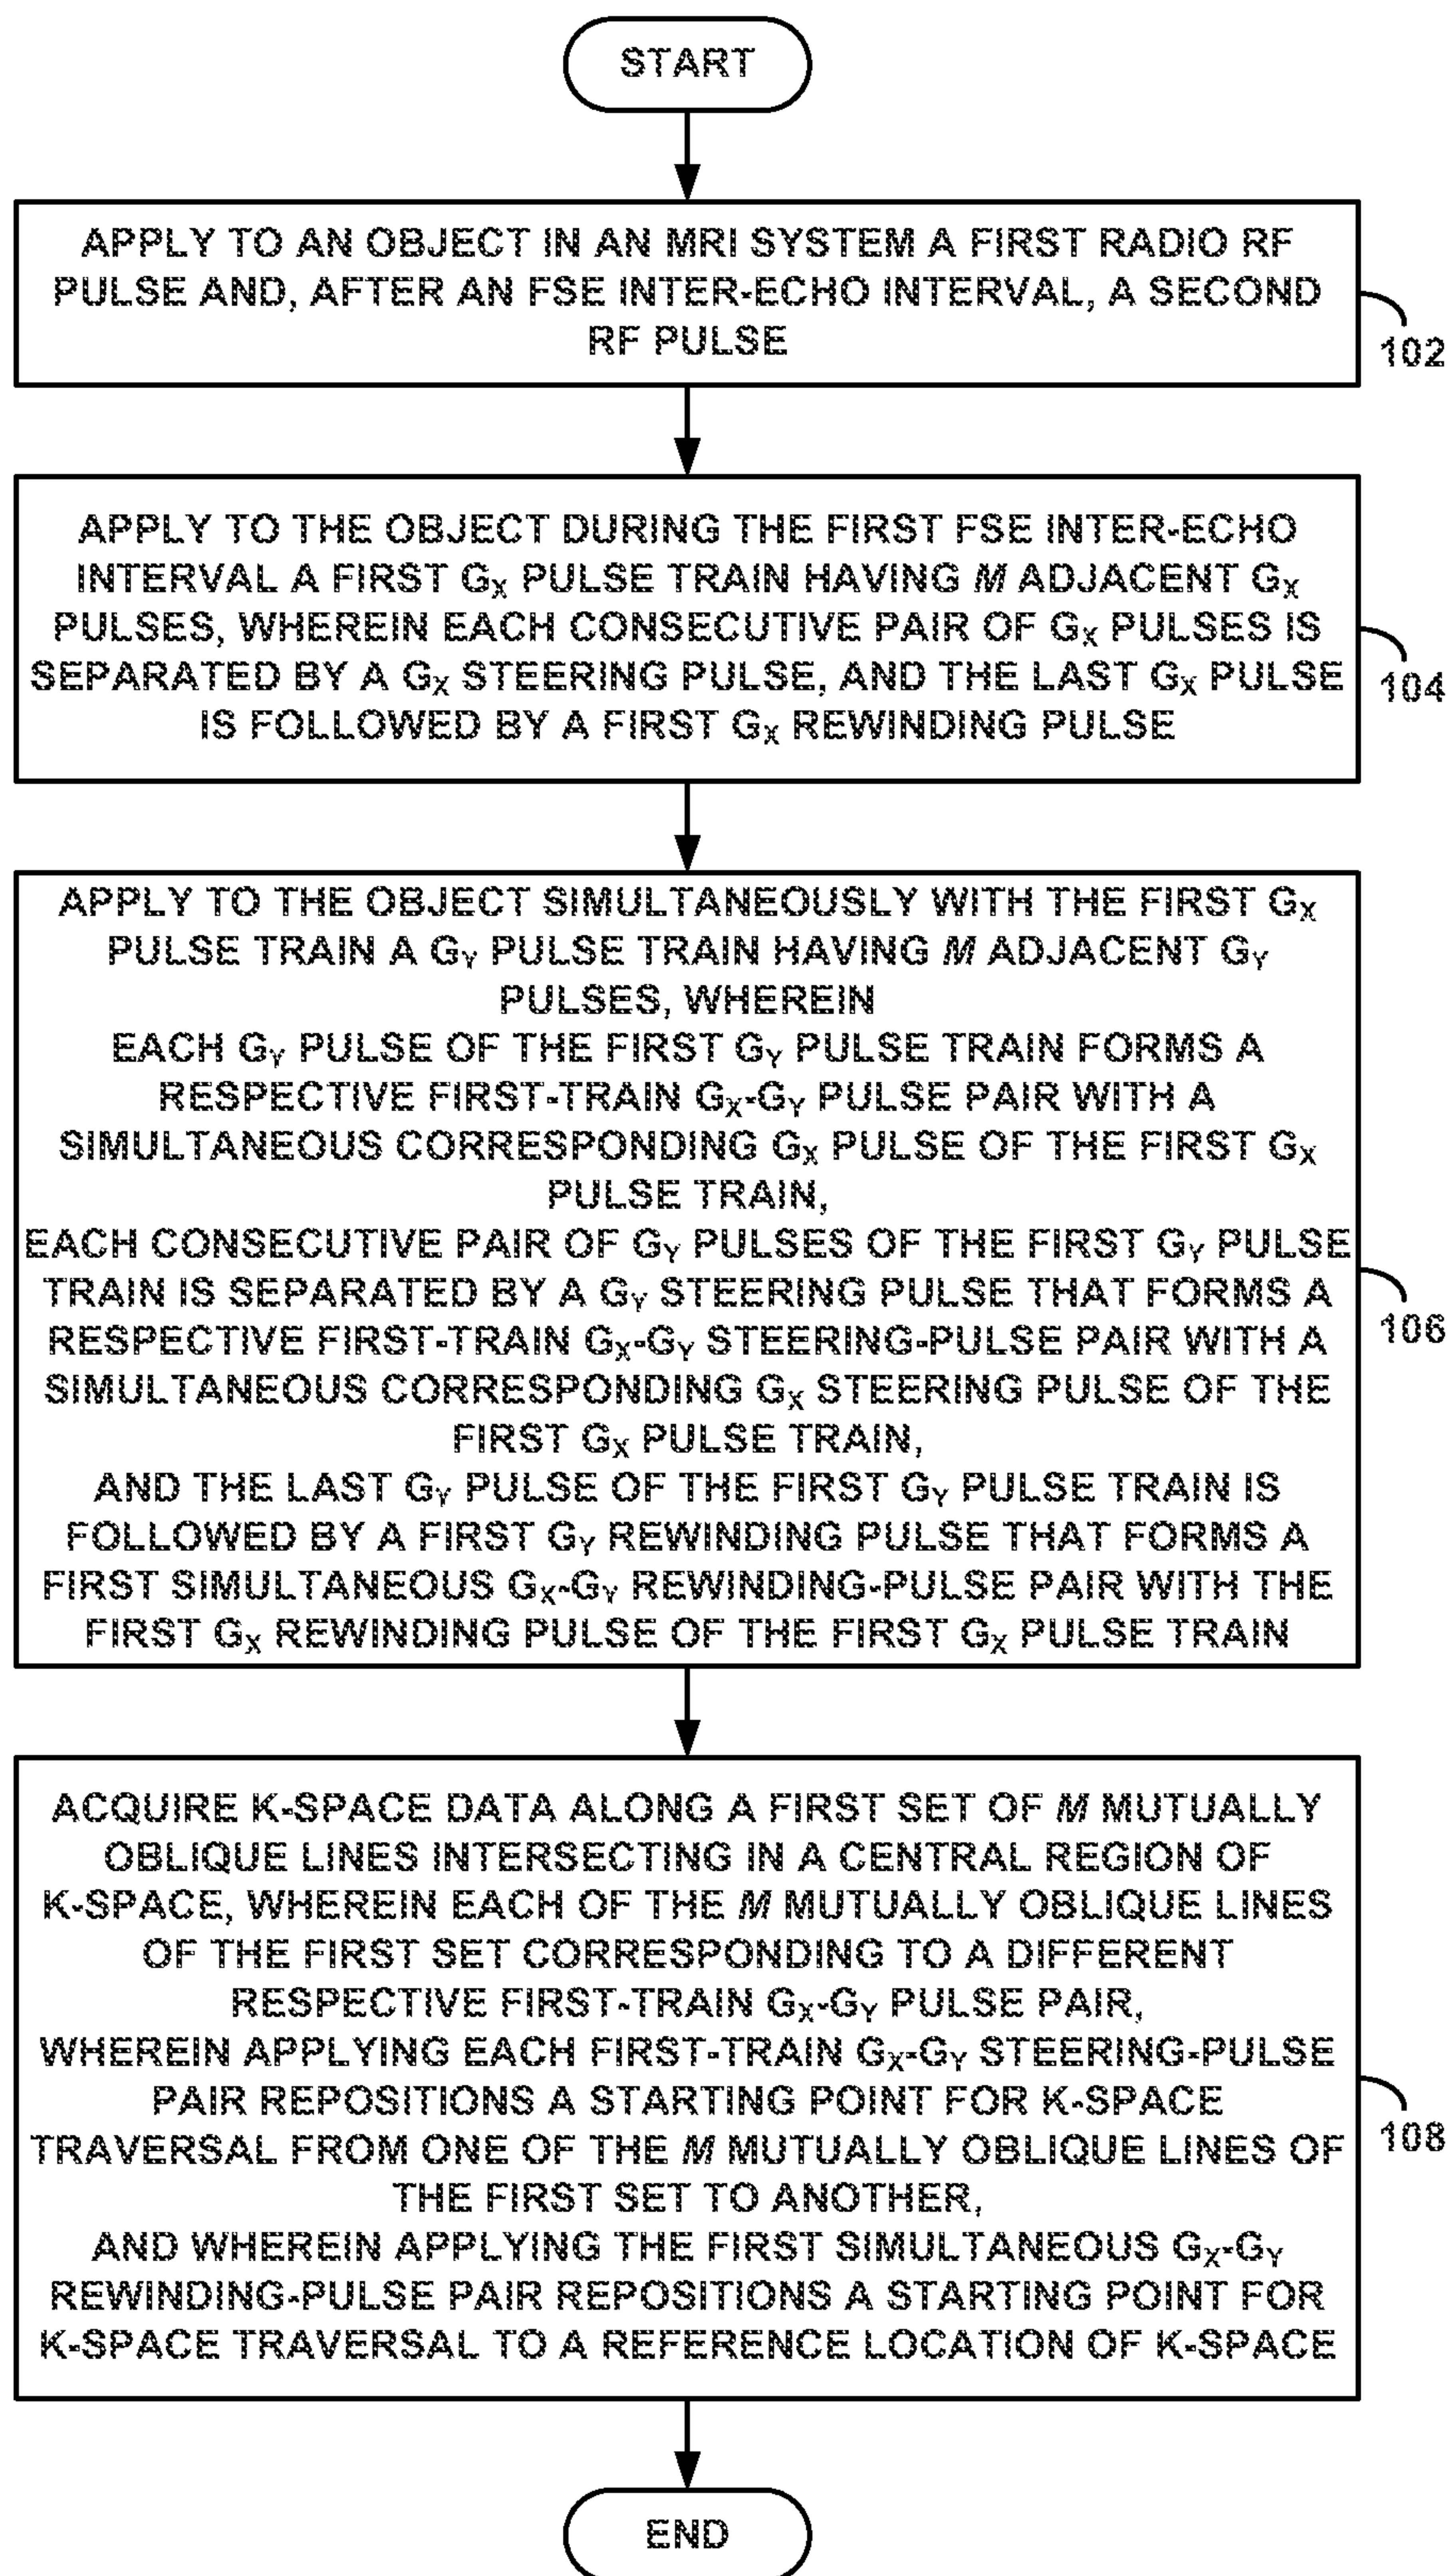 START
APPLY TO AN OBJECT IN AN MRI SYSTEM A FIRST RADIO RF
PULSE AND, AFTER AN FSE INTER-ECHO INTERVAL, A SECOND
RF PULSE
102
APPLY TO THE OBJECT DURING THE FIRST FSE INTER-ECHO
INTERVAL A FIRST GX PULSE TRAIN HAVING M ADJACENT GX
PULSES, WHEREIN EACH CONSECUTIVE PAIR OF GX PULSES IS
SEPARATED BY A GX STEERING PULSE, AND THE LAST GX PULSE
IS FOLLOWED BY A FIRST GX REWINDING PULSE
104
APPLY TO THE OBJECT SIMULTANEOUSLY WITH THE FIRST GX
PULSE TRAIN A GY PULSE TRAIN HAVING M ADJACENT GY
PULSES, WHEREIN
EACH GY PULSE OF THE FIRST GY PULSE TRAIN FORMS A
RESPECTIVE FIRST-TRAIN GX-GY PULSE PAIR WITH A
SIMULTANEOUS CORRESPONDING GX PULSE OF THE FIRST GX
PULSE TRAIN,
EACH CONSECUTIVE PAIR OF GY PULSES OF THE FIRST GY PULSE
TRAIN IS SEPARATED BY A GY STEERING PULSE THAT FORMS A
RESPECTIVE FIRST-TRAIN GX-GY STEERING-PULSE PAIR WITH A
SIMULTANEOUS CORRESPONDING GX STEERING PULSE OF THE
FIRST GX PULSE TRAIN,
AND THE LAST GY PULSE OF THE FIRST GY PULSE TRAIN IS
FOLLOWED BY A FIRST GY REWINDING PULSE THAT FORMS A
FIRST SIMULTANEOUS GX-GY REWINDING-PULSE PAIR WITH THE
FIRST GX REWINDING PULSE OF THE FIRST GX PULSE TRAIN
106
ACQUIRE K-SPACE DATA ALONG A FIRST SET OF M MUTUALLY
OBLIQUE LINES INTERSECTING IN A CENTRAL REGION OF
K-SPACE, WHEREIN EACH OF THE M MUTUALLY OBLIQUE LINES
OF THE FIRST SET CORRESPONDING TO A DIFFERENT
RESPECTIVE FIRST-TRAIN GX-GY PULSE PAIR,
WHEREIN APPLYING EACH FIRST-TRAIN GX-GY STEERING-PULSE
PAIR REPOSITIONS A STARTING POINT FOR K-SPACE
TRAVERSAL FROM ONE OF THE M MUTUALLY OBLIQUE LINES OF
THE FIRST SET TO ANOTHER,
AND WHEREIN APPLYING THE FIRST SIMULTANEOUS GX-GY
REWINDING-PULSE PAIR REPOSITIONS A STARTING POINT FOR
K-SPACE TRAVERSAL TO A REFERENCE LOCATION OF K-SPACE
108
END